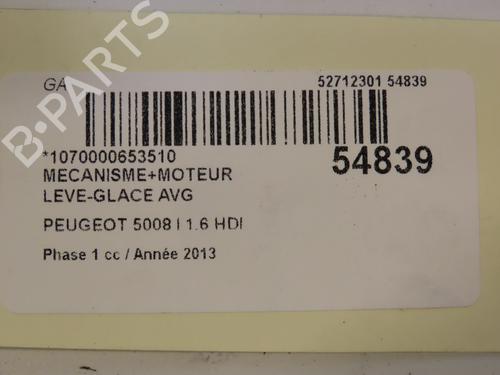 GA
52712301 54839
*1070000653510
54839
MECANISME+MOTEUR
LEVE-GLACE AVG
PEUGEOT 5008 I 1.6 HDI
Phase 1 cc / Année 2013
B-PARTS